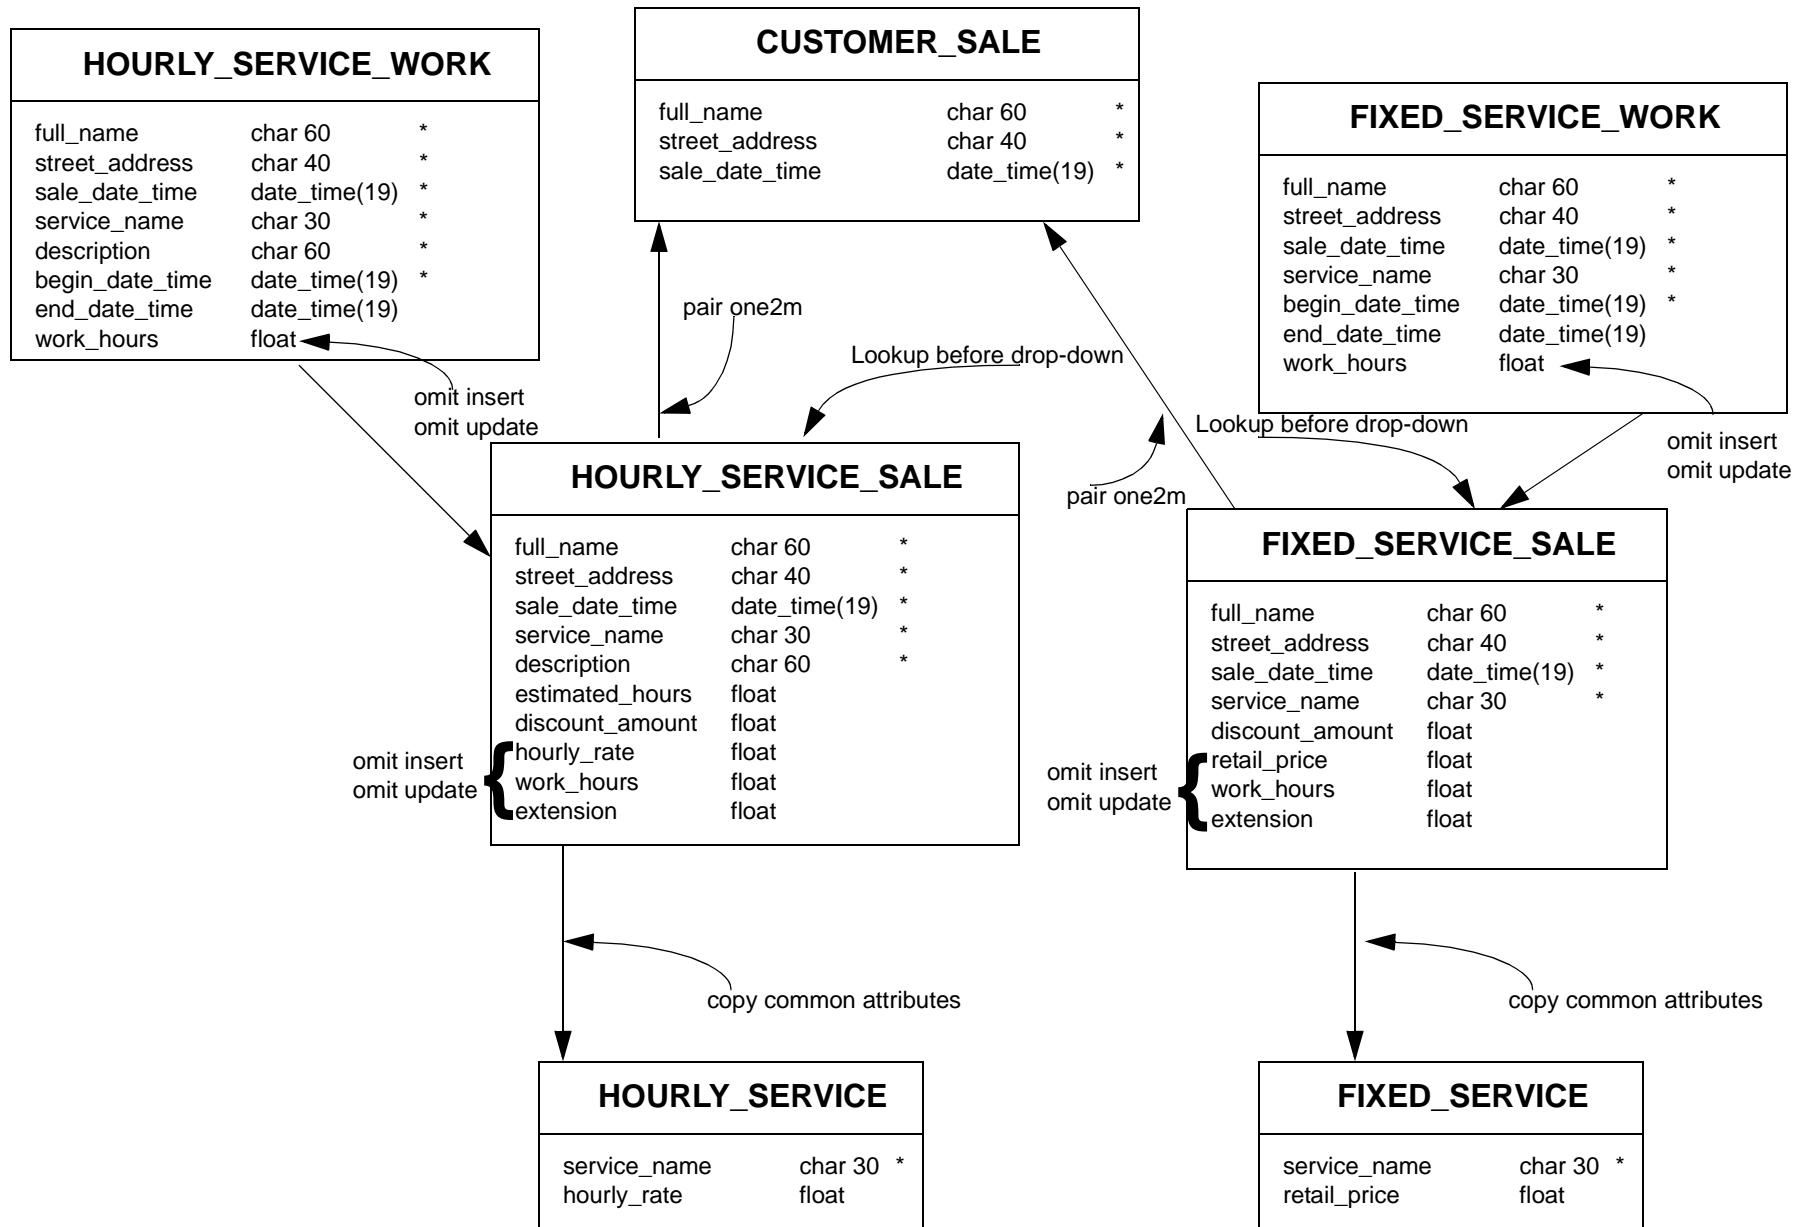 HOURLY_SERVICE_WORK
full_name char 60 *
street_address char 40 *
sale_date_time date_time(19) *
service_name char 30 *
description char 60 *
begin_date_time date_time(19) *
end_date_time date_time(19)
work_hours float
omit insert
omit update
CUSTOMER_SALE
full_name char 60 *
street_address char 40 *
sale_date_time date_time(19) *
FIXED_SERVICE_WORK
full_name char 60 *
street_address char 40 *
sale_date_time date_time(19) *
service_name char 30 *
begin_date_time date_time(19) *
end_date_time date_time(19)
work_hours float
omit insert
omit update
pair one2m
Lookup before drop-down
Lookup before drop-down
pair one2m
HOURLY_SERVICE_SALE
full_name char 60 *
street_address char 40 *
sale_date_time date_time(19) *
service_name char 30 *
description char 60 *
estimated_hours float
discount_amount float
hourly_rate float
work_hours float
extension float
omit insert
omit update
{
FIXED_SERVICE_SALE
full_name char 60 *
street_address char 40 *
sale_date_time date_time(19) *
service_name char 30 *
discount_amount float
retail_price float
work_hours float
extension float
omit insert
omit update
{
copy common attributes
copy common attributes
HOURLY_SERVICE
service_name char 30 *
hourly_rate float
FIXED_SERVICE
service_name char 30 *
retail_price float